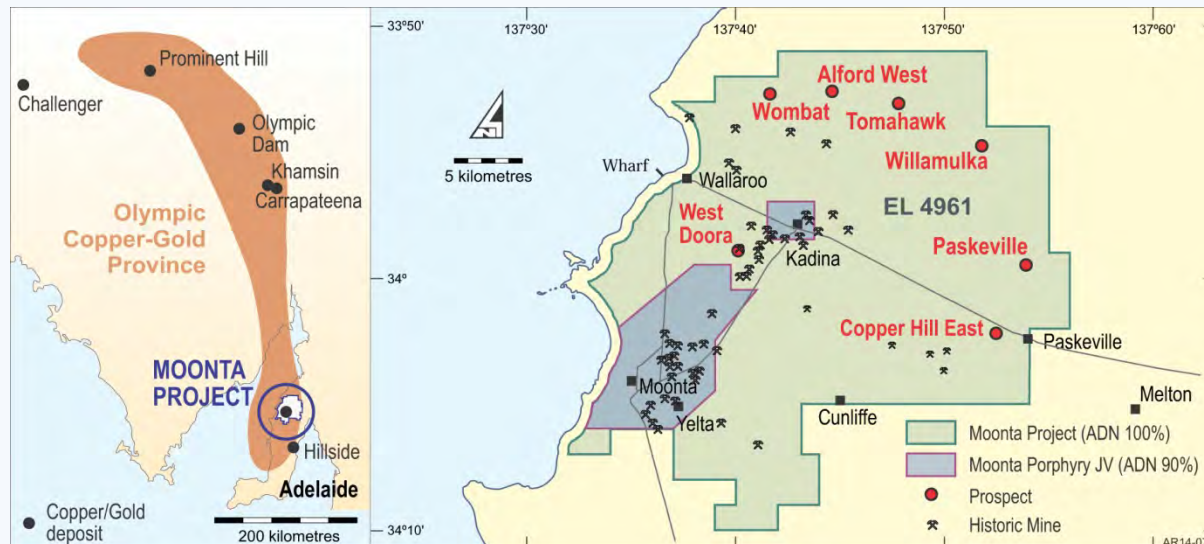 Prominent Hill
Challenger
Olympic
Dam
Khamsin
Carrapateena
Olympic
Copper-Gold
Province
MOONTA
PROJECT
Hillside
Adelaide
Copper/Gold
deposit
200 kilometres
33°50'
137°30'
137°40'
137°50'
137°60'
N
5 kilometres
Alford West
Wombat
Tomahawk
Willamulka
Wharf
Wallaroo
EL 4961
West
Doora
Kadina
Paskeville
34°
Copper Hill East
Paskeville
Moonta
Yelta
Cunliffe
Melton
Moonta Project (ADN 100%)
Moonta Porphyry JV (ADN 90%)
Prospect
Historic Mine
34°10'